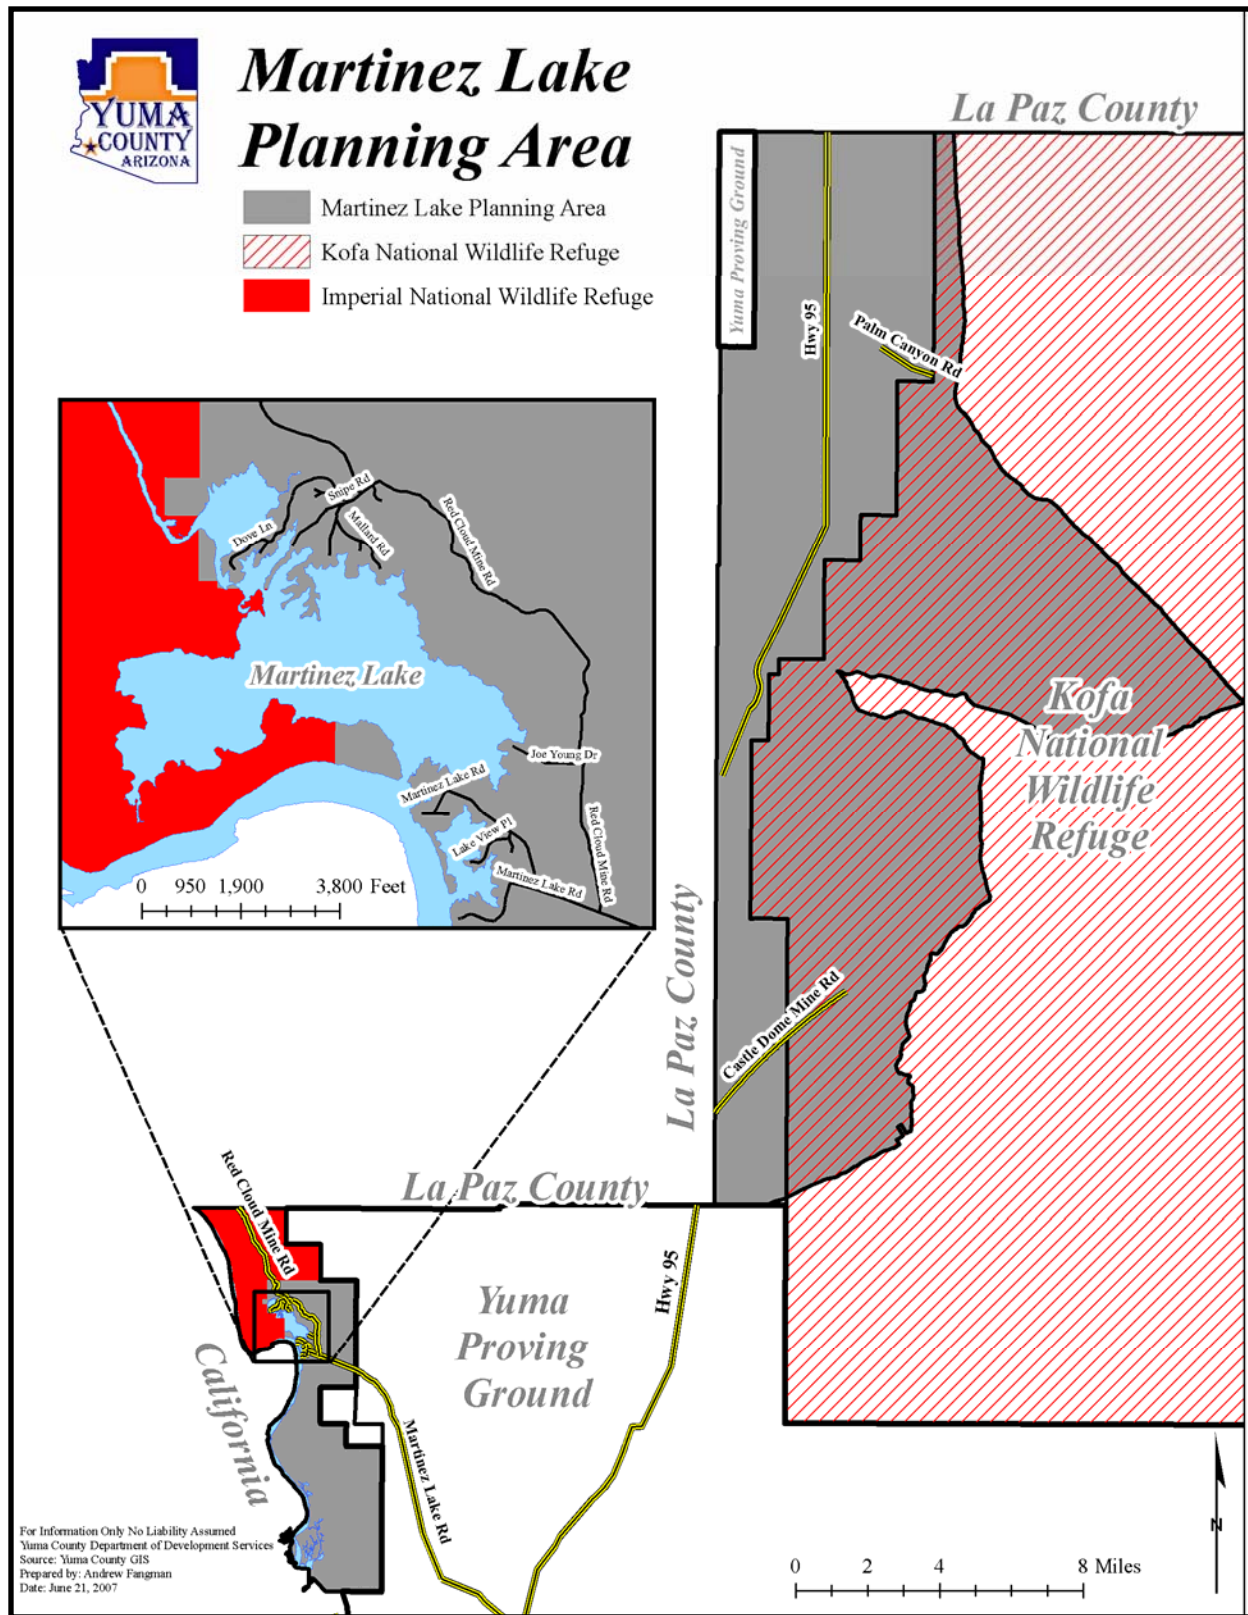 YUMA
COUNTY
ARIZONA
Martinez Lake
Planning Area
Martinez Lake Planning Area
Kofa National Wildlife Refuge
Imperial National Wildlife Refuge
La Paz County
Yuma Proving Ground
Hwy 95
Palm Canyon Rd
Snipe Rd
Dove Ln
Mallard Rd
Red Cloud Mine Rd
Martinez Lake
Joe Young Dr
Martinez Lake Rd
Lake View Pl
Red Cloud Mine Rd
Martinez Lake Rd
0 950 1,900 3,800 Feet
Kofa
National
Wildlife
Refuge
La Paz County
Castle Dome Mine Rd
La Paz County
Red Cloud Mine Rd
Hwy 95
Yuma
Proving
Ground
California
Martinez Lake Rd
For Information Only No Liability Assumed
Yuma County Department of Development Services
Source: Yuma County GIS
Prepared by: Andrew Fangman
Date: June 21, 2007
N
0 2 4 8 Miles